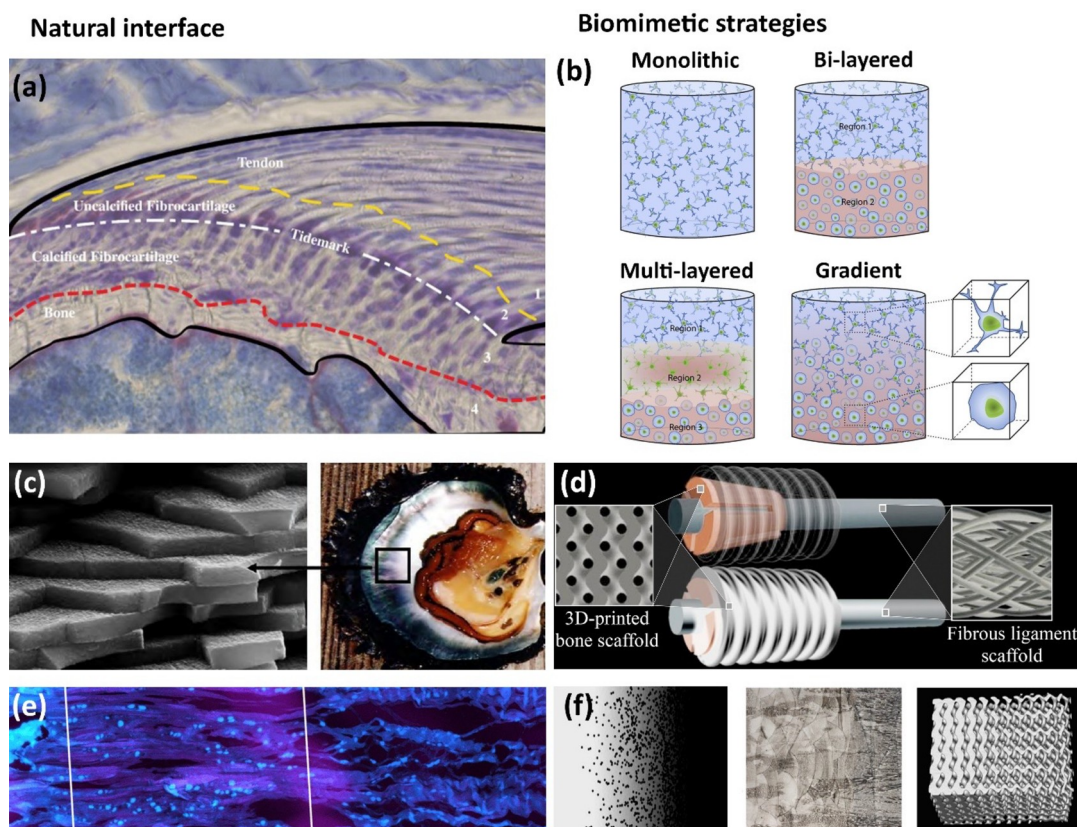 Natural interface
Biomimetic strategies
(a)
Tendon
Uncalcified Fibrocartilage
Tidemark
Calcified Fibrocartilage
Bone
1
2
3
4
(b)
Monolithic
Bi-layered
Region 1
Region 2
Multi-layered
Gradient
Region 1
Region 2
Region 3
(c)
(d)
3D-printed
bone scaffold
Fibrous ligament
scaffold
(e)
(f)